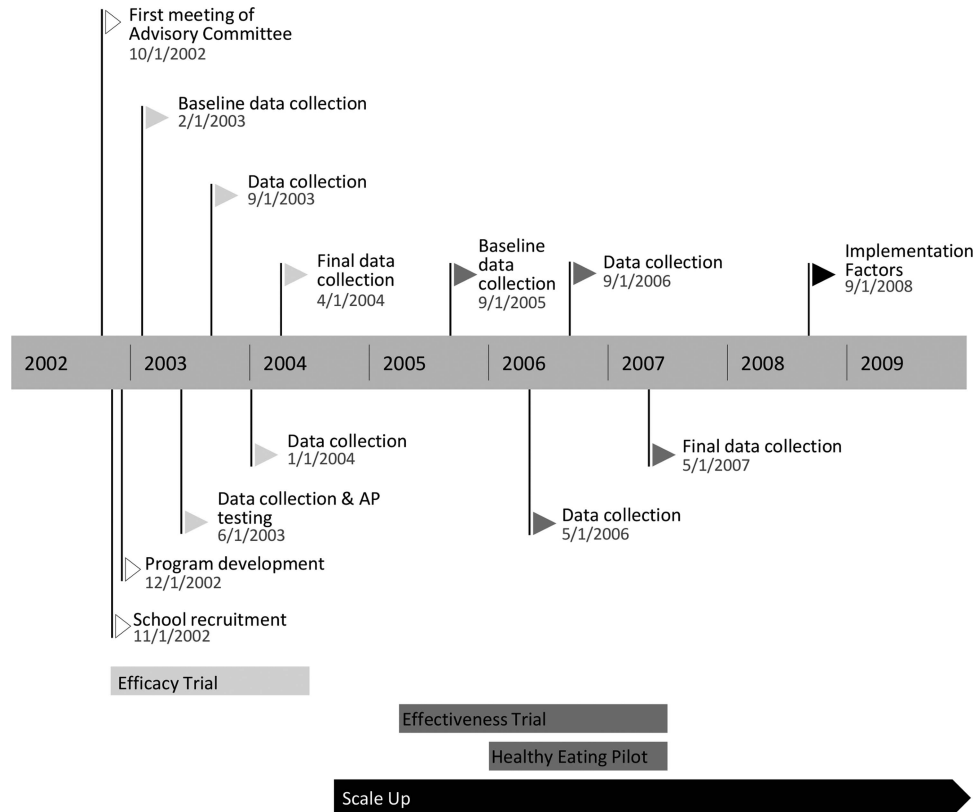 First meeting of
Advisory Committee
10/1/2002
Baseline data collection
2/1/2003
Data collection
9/1/2003
Final data
collection
4/1/2004
Baseline
data
collection
9/1/2005
Data collection
9/1/2006
Implementation
Factors
9/1/2008
2002 2003 2004 2005 2006 2007 2008 2009
Data collection
1/1/2004
Final data collection
5/1/2007
Data collection & AP
testing
6/1/2003
Data collection
5/1/2006
Program development
12/1/2002
School recruitment
11/1/2002
Efficacy Trial
Effectiveness Trial
Healthy Eating Pilot
Scale Up